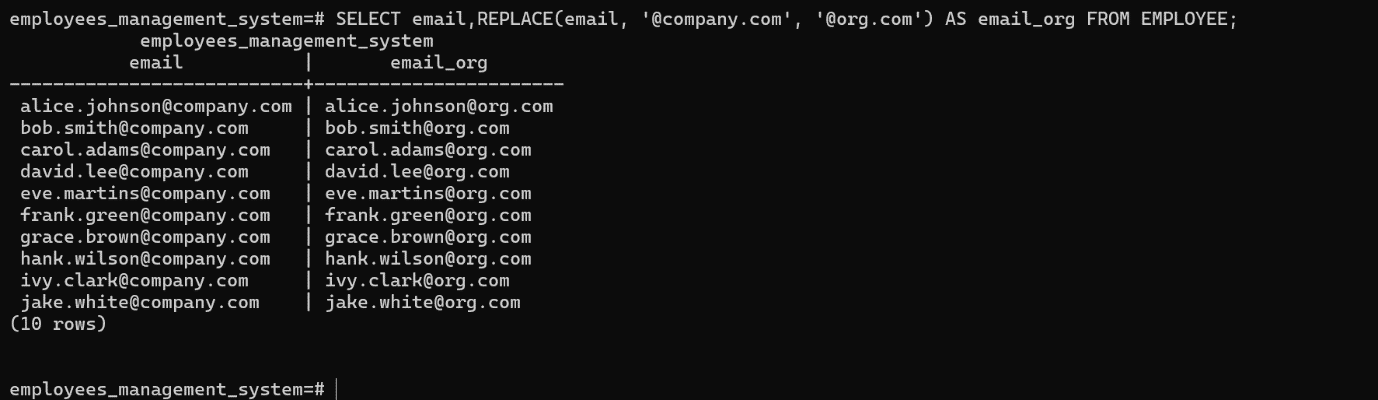 employees_management_system=# SELECT email,REPLACE(email, '@company.com', '@org.com') AS email_org FROM EMPLOYEE;
            employees_management_system
           email           |       email_org
---------------------------+-----------------------
 alice.johnson@company.com | alice.johnson@org.com
 bob.smith@company.com     | bob.smith@org.com
 carol.adams@company.com   | carol.adams@org.com
 david.lee@company.com     | david.lee@org.com
 eve.martins@company.com   | eve.martins@org.com
 frank.green@company.com   | frank.green@org.com
 grace.brown@company.com   | grace.brown@org.com
 hank.wilson@company.com   | hank.wilson@org.com
 ivy.clark@company.com     | ivy.clark@org.com
 jake.white@company.com    | jake.white@org.com
(10 rows)
employees_management_system=#